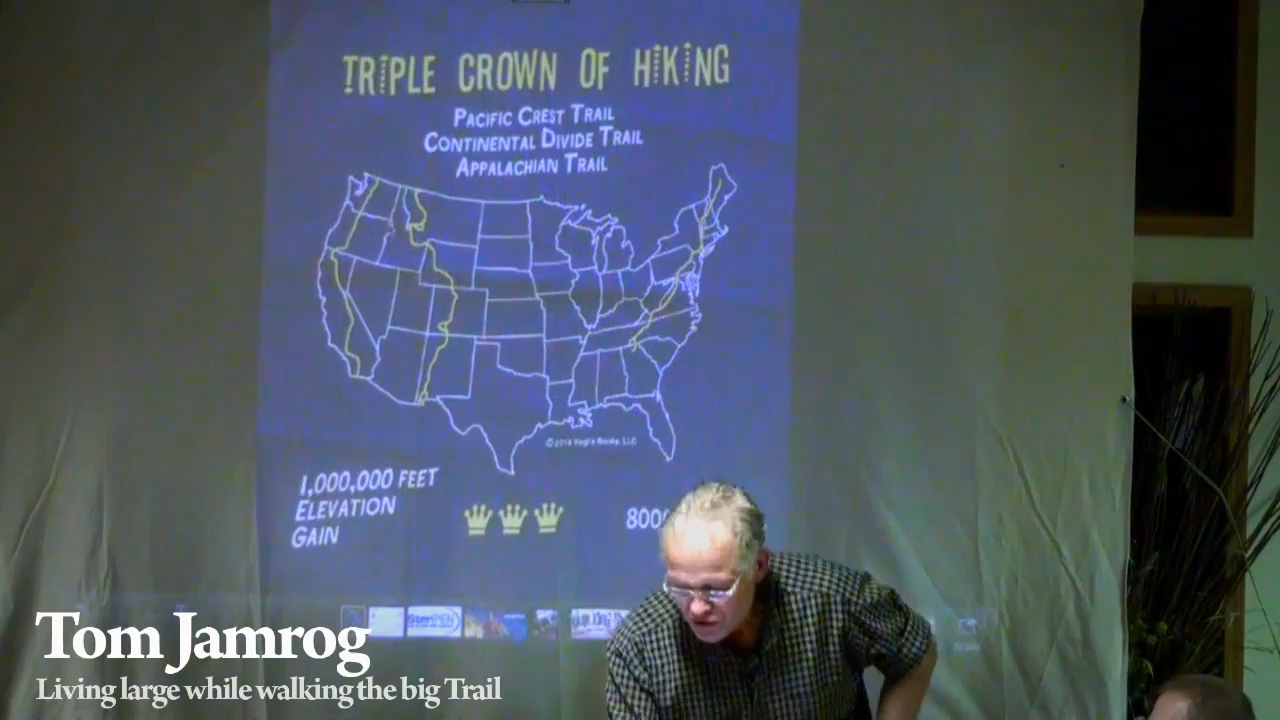 TRIPLE CROWN OF HIKING
PACIFIC CREST TRAIL
CONTINENTAL DIVIDE TRAIL
APPALACHIAN TRAIL
1,000,000 FEET
ELEVATION
GAIN
Tom Jamrog
Living large while walking the big Trail